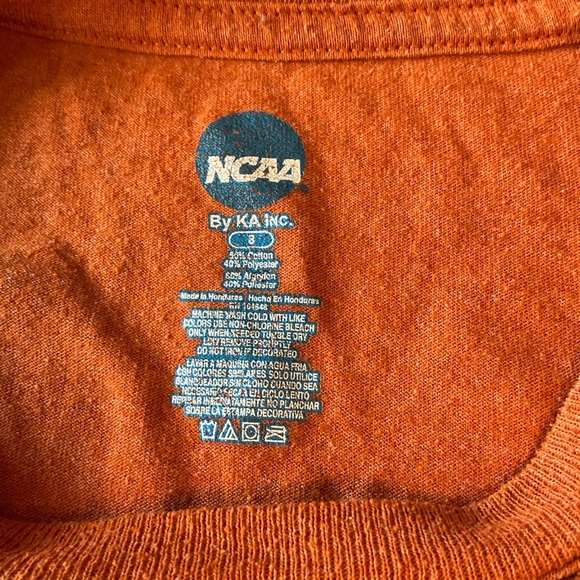 NCAA
By KA INC.
8
60% Cotton
40% Polyester
60% Algodon
40% Poliester
Made in Honduras Hecho En Honduras
RN 101648
MACHINE WASH COLD WITH LIKE
COLORS USE NON-CHLORINE BLEACH
ONLY WHEN NEEDED TUMBLE DRY
LOW REMOVE PROMPTLY
DO NOT IRON IF DECORATED
LAVAR A MAQUINA CON AGUA FRIA
CON COLORES SIMILARES SOLO UTILICE
BLANQUEADOR SIN CLORO CUANDO SEA
NECESARIO SECAR EN CICLO LENTO
RETIRAR INMEDIATAMENTE NO PLANCHAR
SOBRE LA ESTAMPA DECORATIVA